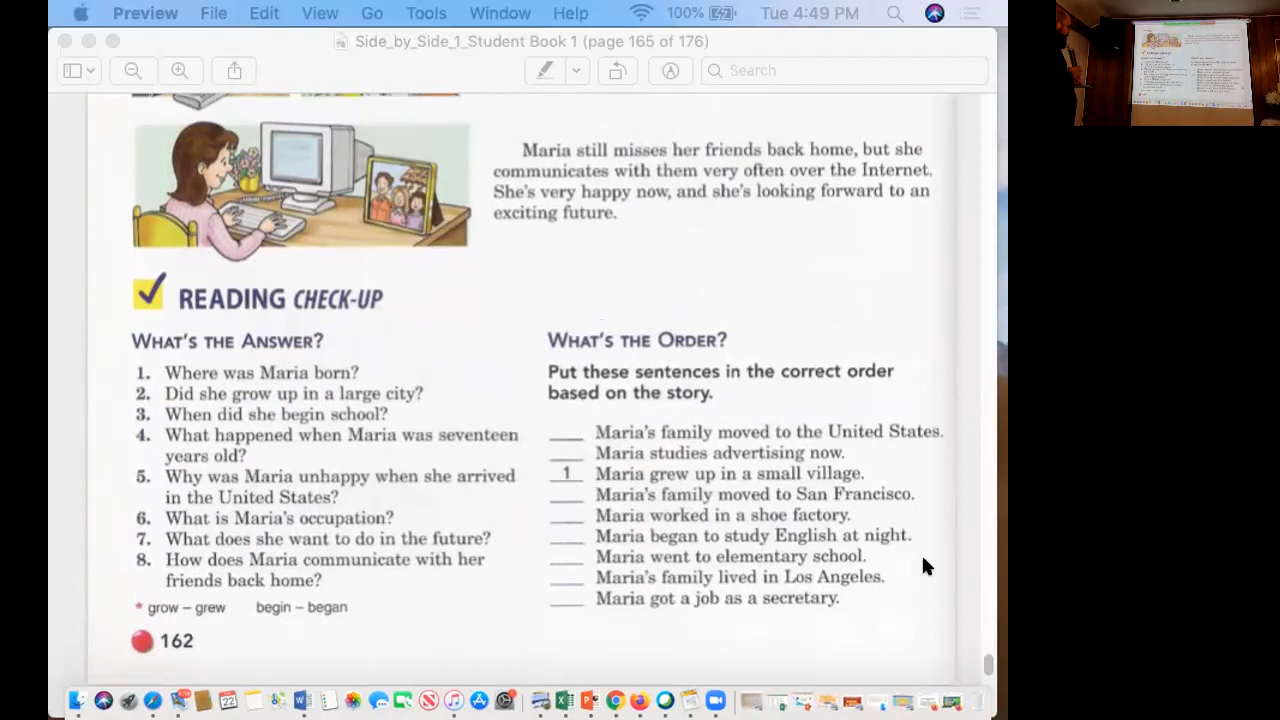 Preview File Edit View Go Tools Window Help 100% Tue 4:49 PM
Side_by_Side_1_Student Book 1 (page 165 of 176)
Search
Maria still misses her friends back home, but she
communicates with them very often over the Internet.
She's very happy now, and she's looking forward to an
exciting future.
READING CHECK-UP
WHAT'S THE ANSWER?
1. Where was Maria born?
2. Did she grow up in a large city?
3. When did she begin school?
4. What happened when Maria was seventeen
years old?
5. Why was Maria unhappy when she arrived
in the United States?
6. What is Maria's occupation?
7. What does she want to do in the future?
8. How does Maria communicate with her
friends back home?
* grow – grew begin – began
162
WHAT'S THE ORDER?
Put these sentences in the correct order
based on the story.
___ Maria's family moved to the United States.
___ Maria studies advertising now.
1 Maria grew up in a small village.
___ Maria's family moved to San Francisco.
___ Maria worked in a shoe factory.
___ Maria began to study English at night.
___ Maria went to elementary school.
___ Maria's family lived in Los Angeles.
___ Maria got a job as a secretary.
22